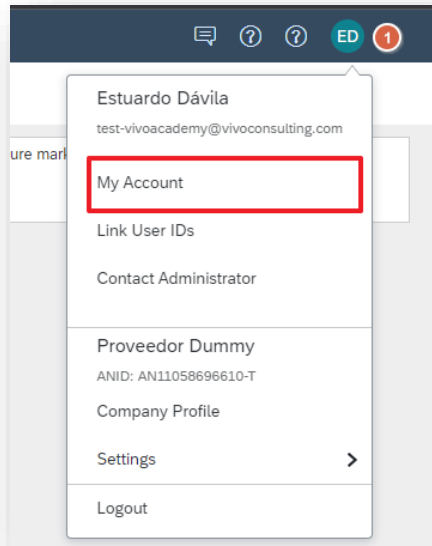 ED 1
Estuardo Dávila
test-vivoacademy@vivoconsulting.com
ure mark
My Account
Link User IDs
Contact Administrator
Proveedor Dummy
ANID: AN11058696610-T
Company Profile
Settings
Logout